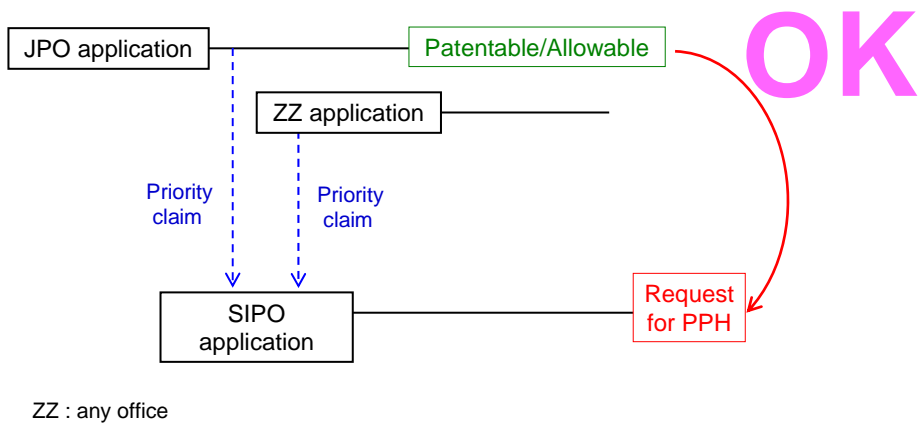 OK
JPO application
Patentable/Allowable
ZZ application
Priority
claim
Priority
claim
SIPO
application
Request
for PPH
ZZ : any office